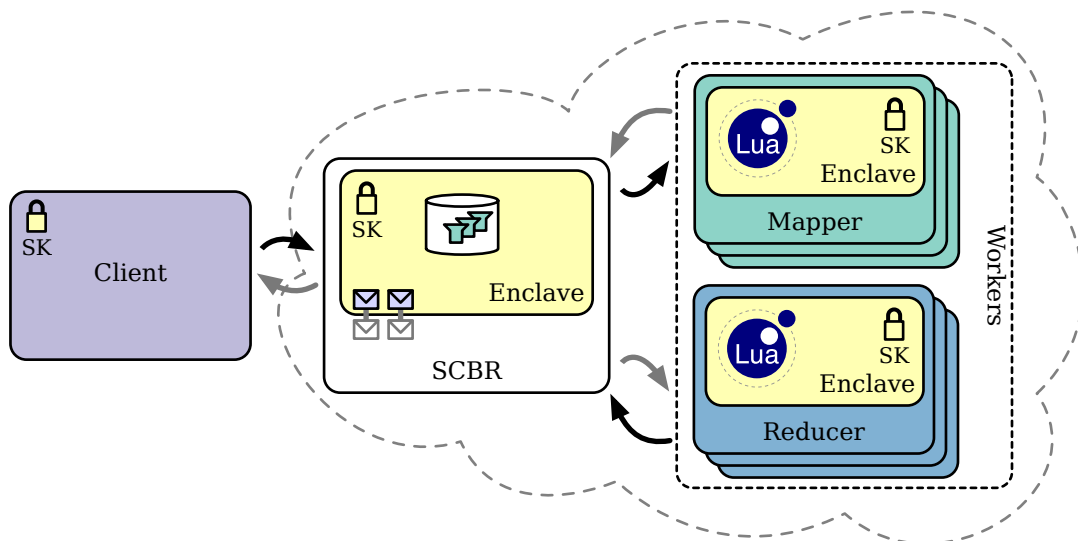 SK
Client
SK
Enclave
SCBR
Lua
SK
Enclave
Mapper
Lua
SK
Enclave
Reducer
Workers